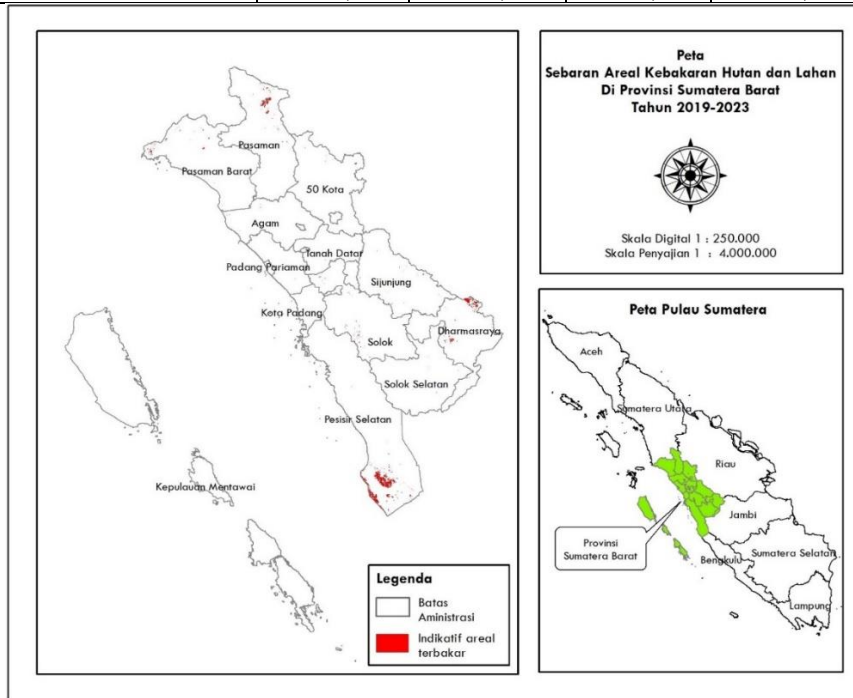 Peta
Sebaran Areal Kebakaran Hutan dan Lahan
Di Provinsi Sumatera Barat
Tahun 2019-2023
Skala Digital 1 : 250.000
Skala Penyajian 1 : 4.000.000
Pasaman
Pasaman Barat
50 Kota
Agam
Tanah Datar
Padang Pariaman
Sijunjung
Kota Padang
Dharmasraya
Solok
Solok Selatan
Pesisir Selatan
Kepulauan Mentawai
Legenda
Batas
Aministrasi
Indikatif areal
terbakar
Peta Pulau Sumatera
Aceh
Sumatera Utara
Riau
Jambi
Provinsi
Sumatera Barat
Sumatera Selatan
Bengkulu
Lampung